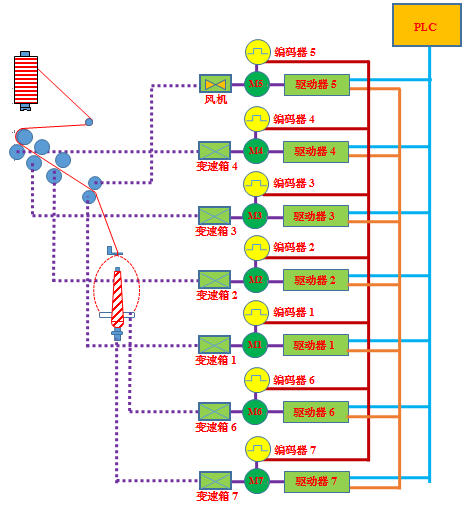 PLC
编码器 5
M5
驱动器 5
风机
编码器 4
M4
驱动器 4
变速箱 4
编码器 3
M3
驱动器 3
变速箱 3
编码器 2
M2
驱动器 2
变速箱 2
编码器 1
M1
驱动器 1
变速箱 1
编码器 6
M6
驱动器 6
变速箱 6
编码器 7
M7
驱动器 7
变速箱 7